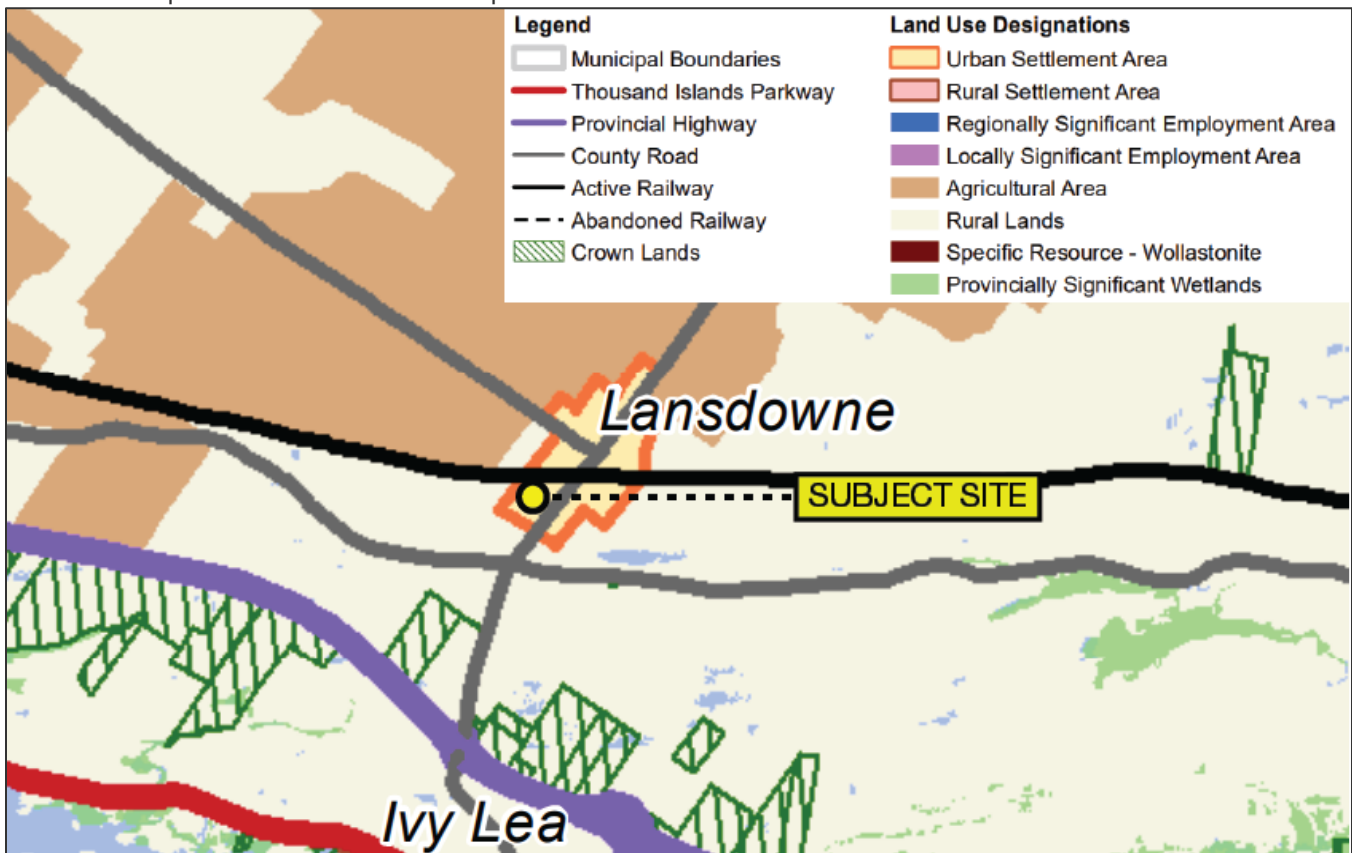 Legend
Municipal Boundaries
Thousand Islands Parkway
Provincial Highway
County Road
Active Railway
Abandoned Railway
Crown Lands
Land Use Designations
Urban Settlement Area
Rural Settlement Area
Regionally Significant Employment Area
Locally Significant Employment Area
Agricultural Area
Rural Lands
Specific Resource - Wollastonite
Provincially Significant Wetlands
Lansdowne
SUBJECT SITE
Ivy Lea